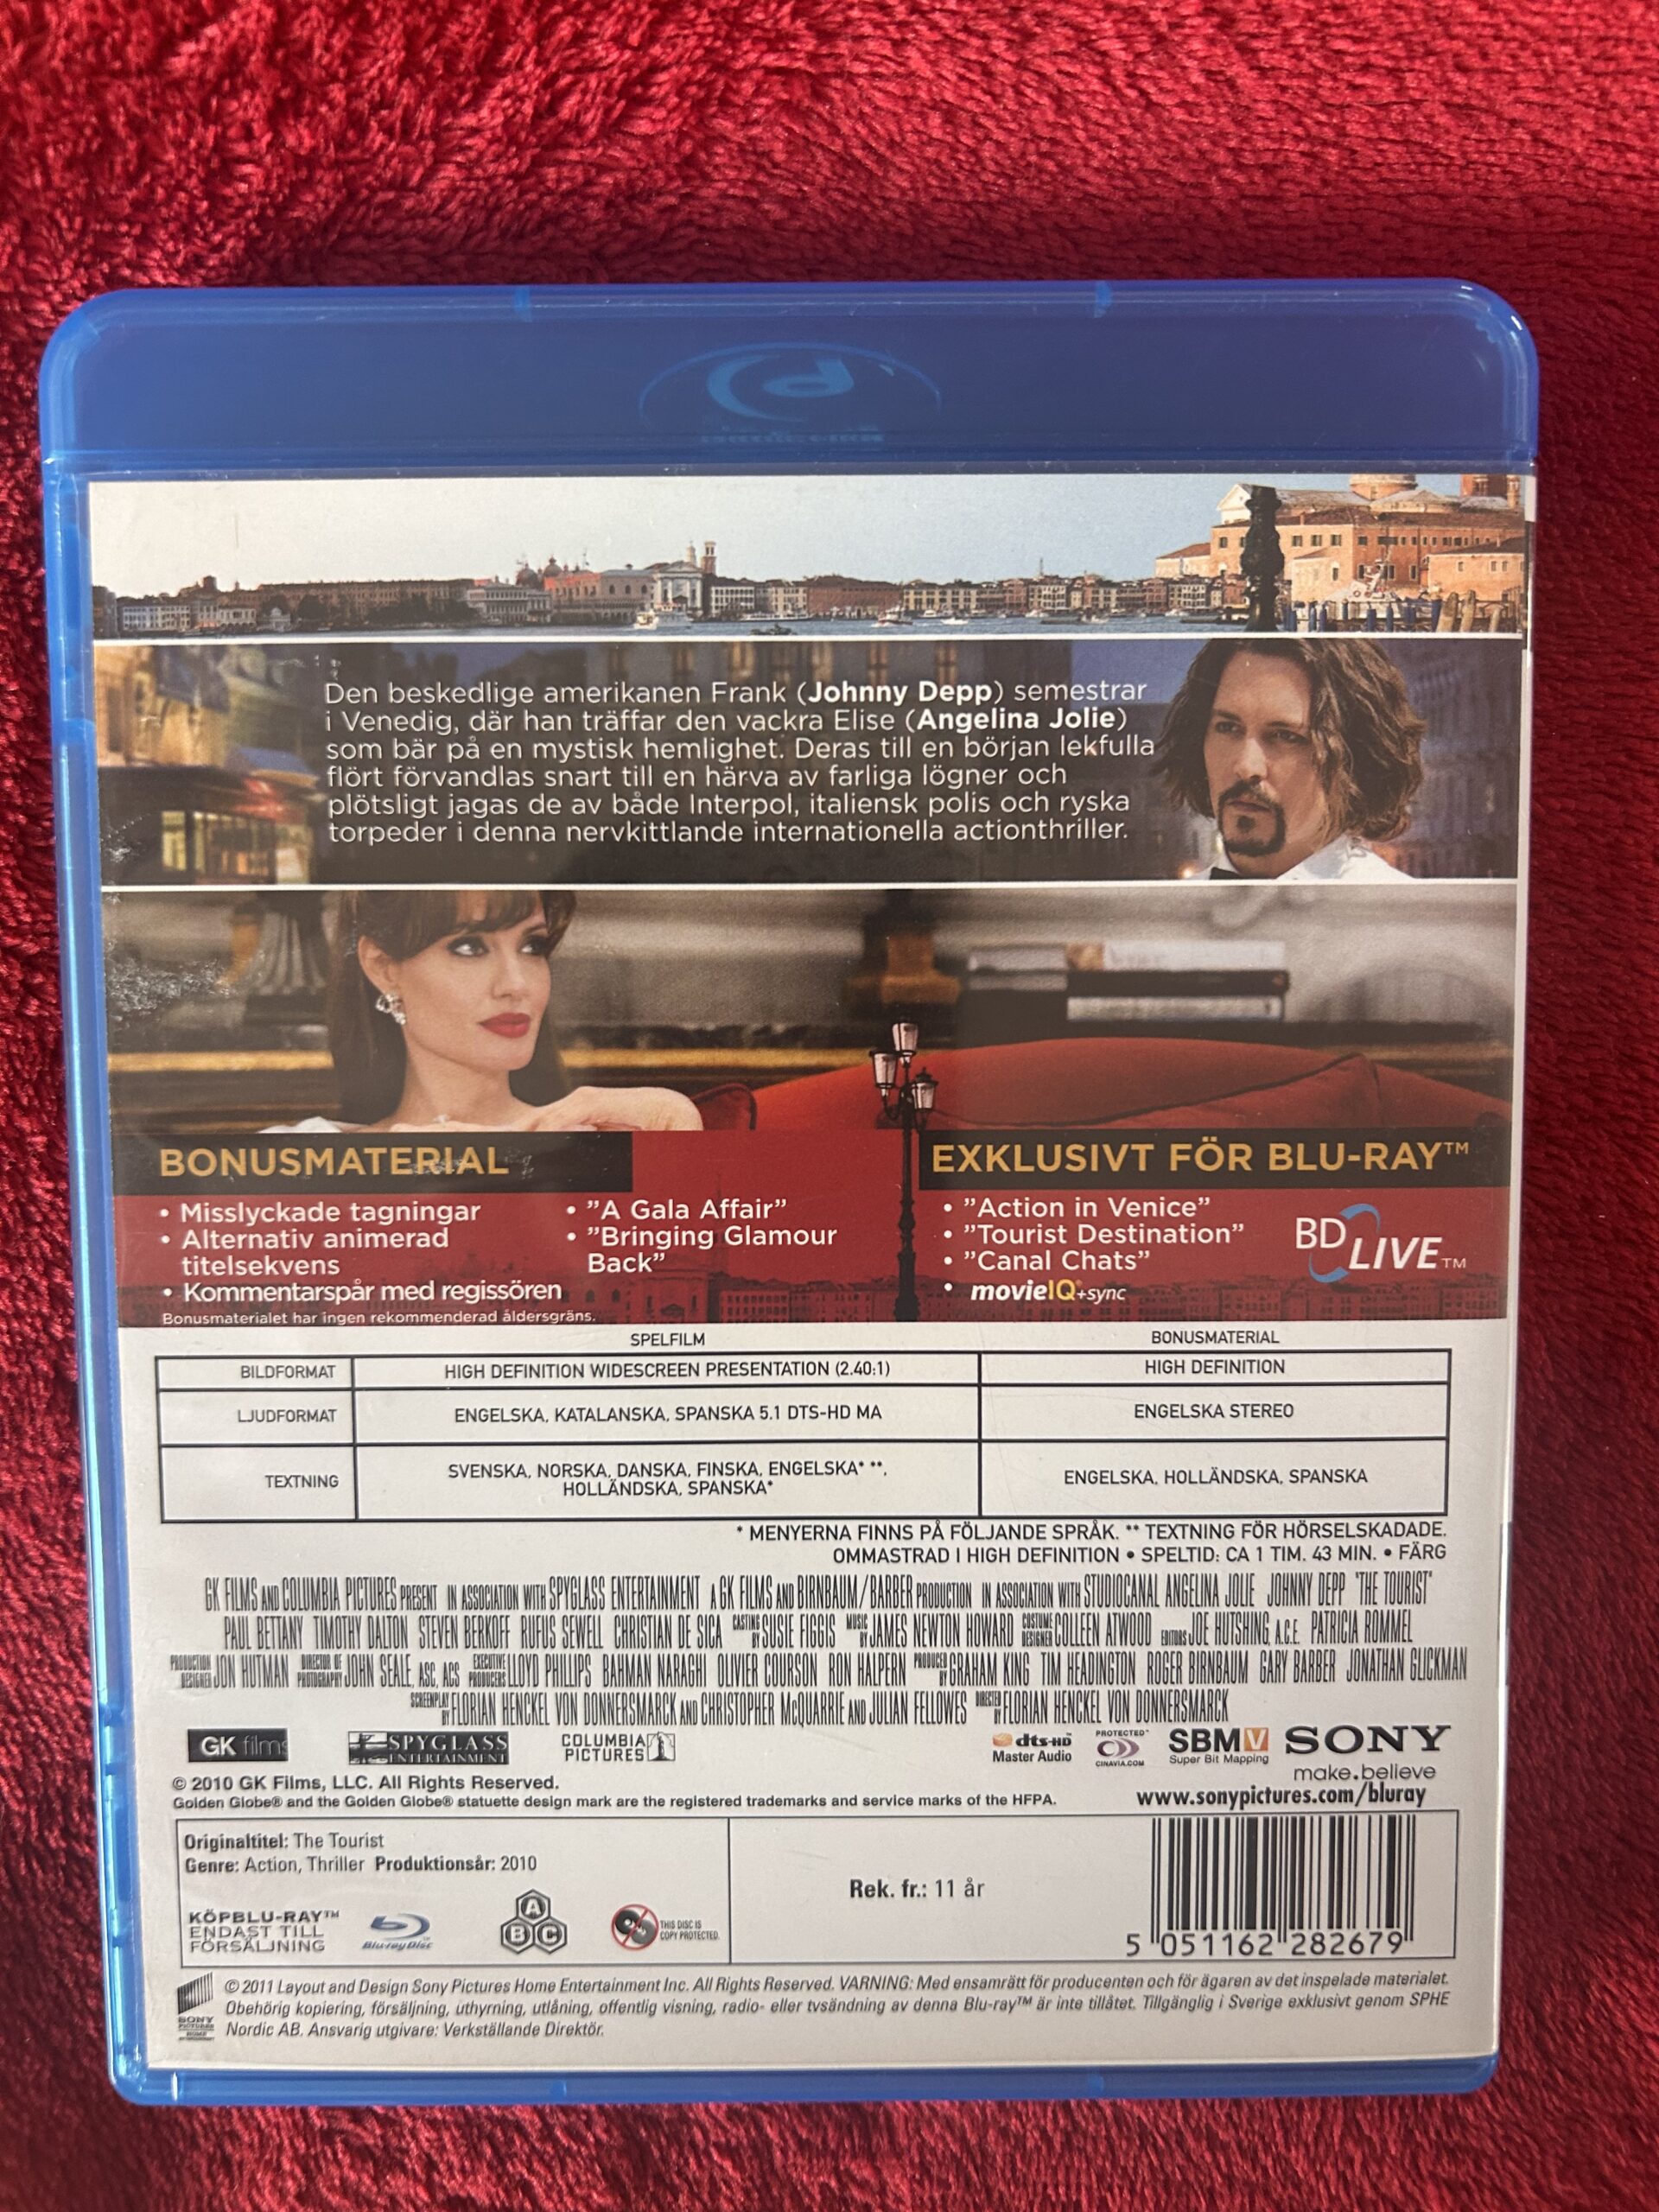 Den beskedlige amerikanen Frank (Johnny Depp) semestrar
i Venedig, där han träffar den vackra Elise (Angelina Jolie)
som bär på en mystisk hemlighet. Deras till en början lekfulla
flört förvandlas snart till en härva av farliga lögner och
plötsligt jagas de av både Interpol, italiensk polis och ryska
torpeder i denna nervkittlande internationella actionthriller.
BONUSMATERIAL
• Misslyckade tagningar
• Alternativ animerad
titelsekvens
• Kommentarspår med regissören
• ”A Gala Affair”
• ”Bringing Glamour
Back”
Bonusmaterialet har ingen rekommenderad åldersgräns.
EXKLUSIVT FÖR BLU-RAY™
• ”Action in Venice”
• ”Tourist Destination”
• ”Canal Chats”
• movieIQ+sync
BD LIVE™
SPELFILM BONUSMATERIAL
BILDFORMAT HIGH DEFINITION WIDESCREEN PRESENTATION (2.40:1) HIGH DEFINITION
LJUDFORMAT ENGELSKA, KATALANSKA, SPANSKA 5.1 DTS-HD MA ENGELSKA STEREO
TEXTNING SVENSKA, NORSKA, DANSKA, FINSKA, ENGELSKA* **,
HOLLÄNDSKA, SPANSKA* ENGELSKA, HOLLÄNDSKA, SPANSKA
* MENYERNA FINNS PÅ FÖLJANDE SPRÅK. ** TEXTNING FÖR HÖRSELSKADADE.
OMMASTRAD I HIGH DEFINITION • SPELTID: CA 1 TIM. 43 MIN. • FÄRG
GK FILMS AND COLUMBIA PICTURES PRESENT IN ASSOCIATION WITH SPYGLASS ENTERTAINMENT A GK FILMS AND BIRNBAUM/BARBER PRODUCTION IN ASSOCIATION WITH STUDIOCANAL ANGELINA JOLIE JOHNNY DEPP "THE TOURIST"
PAUL BETTANY TIMOTHY DALTON STEVEN BERKOFF RUFUS SEWELL CHRISTIAN DE SICA CASTING BY SUSIE FIGGIS MUSIC BY JAMES NEWTON HOWARD COSTUME DESIGNER COLLEEN ATWOOD EDITORS JOE HUTSHING, A.C.E. PATRICIA ROMMEL
PRODUCTION DESIGNER JON HUTMAN DIRECTOR OF PHOTOGRAPHY JOHN SEALE, ASC, ACS EXECUTIVE PRODUCERS LLOYD PHILLIPS BAHMAN NARAGHI OLIVIER COURSON RON HALPERN PRODUCED BY GRAHAM KING TIM HEADINGTON ROGER BIRNBAUM GARY BARBER JONATHAN GLICKMAN
SCREENPLAY BY FLORIAN HENCKEL VON DONNERSMARCK AND CHRISTOPHER McQUARRIE AND JULIAN FELLOWES DIRECTED BY FLORIAN HENCKEL VON DONNERSMARCK
GK films
SPYGLASS
ENTERTAINMENT
COLUMBIA
PICTURES
dts-HD™
Master Audio
PROTECTED
CINAVIA.COM
SBMV
Super Bit Mapping
SONY
make.believe
© 2010 GK Films, LLC. All Rights Reserved.
Golden Globe® and the Golden Globe® statuette design mark are the registered trademarks and service marks of the HFPA.
www.sonypictures.com/bluray
Originaltitel: The Tourist
Genre: Action, Thriller Produktionsår: 2010
KÖPBLU-RAY™
ENDAST TILL
FÖRSÄLJNING
Blu-ray Disc
A
B C
THIS DISC IS
COPY PROTECTED.
Rek. fr.: 11 år
5 051162 282679
© 2011 Layout and Design Sony Pictures Home Entertainment Inc. All Rights Reserved. VARNING: Med ensamrätt för producenten och för ägaren av det inspelade materialet.
Obehörig kopiering, försäljning, uthyrning, utlåning, offentlig visning, radio- eller tvsändning av denna Blu-ray™ är inte tillåtet. Tillgänglig i Sverige exklusivt genom SPHE
Nordic AB. Ansvarig utgivare: Verkställande Direktör.
SONY
PICTURES
HOME